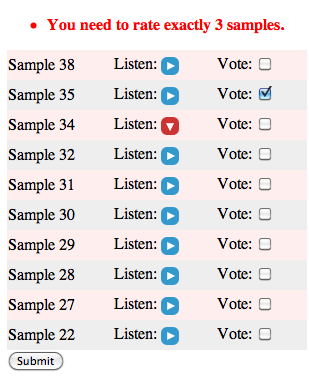 You need to rate exactly 3 samples.
Sample 38 Listen: Vote:
Sample 35 Listen: Vote:
Sample 34 Listen: Vote:
Sample 32 Listen: Vote:
Sample 31 Listen: Vote:
Sample 30 Listen: Vote:
Sample 29 Listen: Vote:
Sample 28 Listen: Vote:
Sample 27 Listen: Vote:
Sample 22 Listen: Vote:
Submit